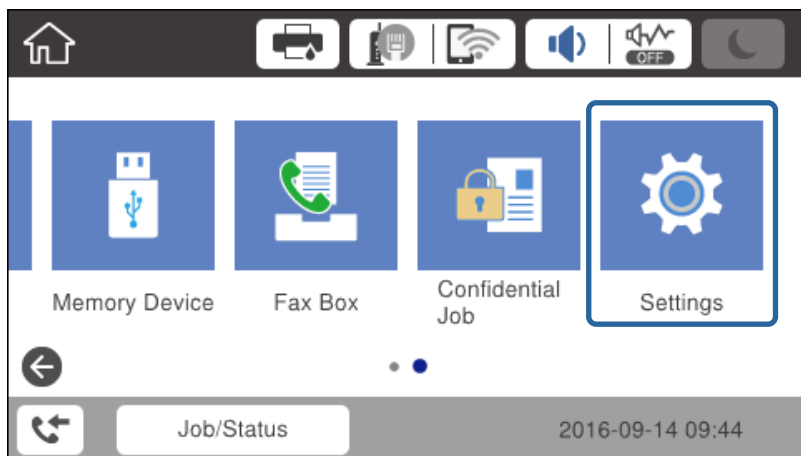 OFF
Memory Device
Fax Box
Confidential
Job
Settings
Job/Status
2016-09-14 09:44